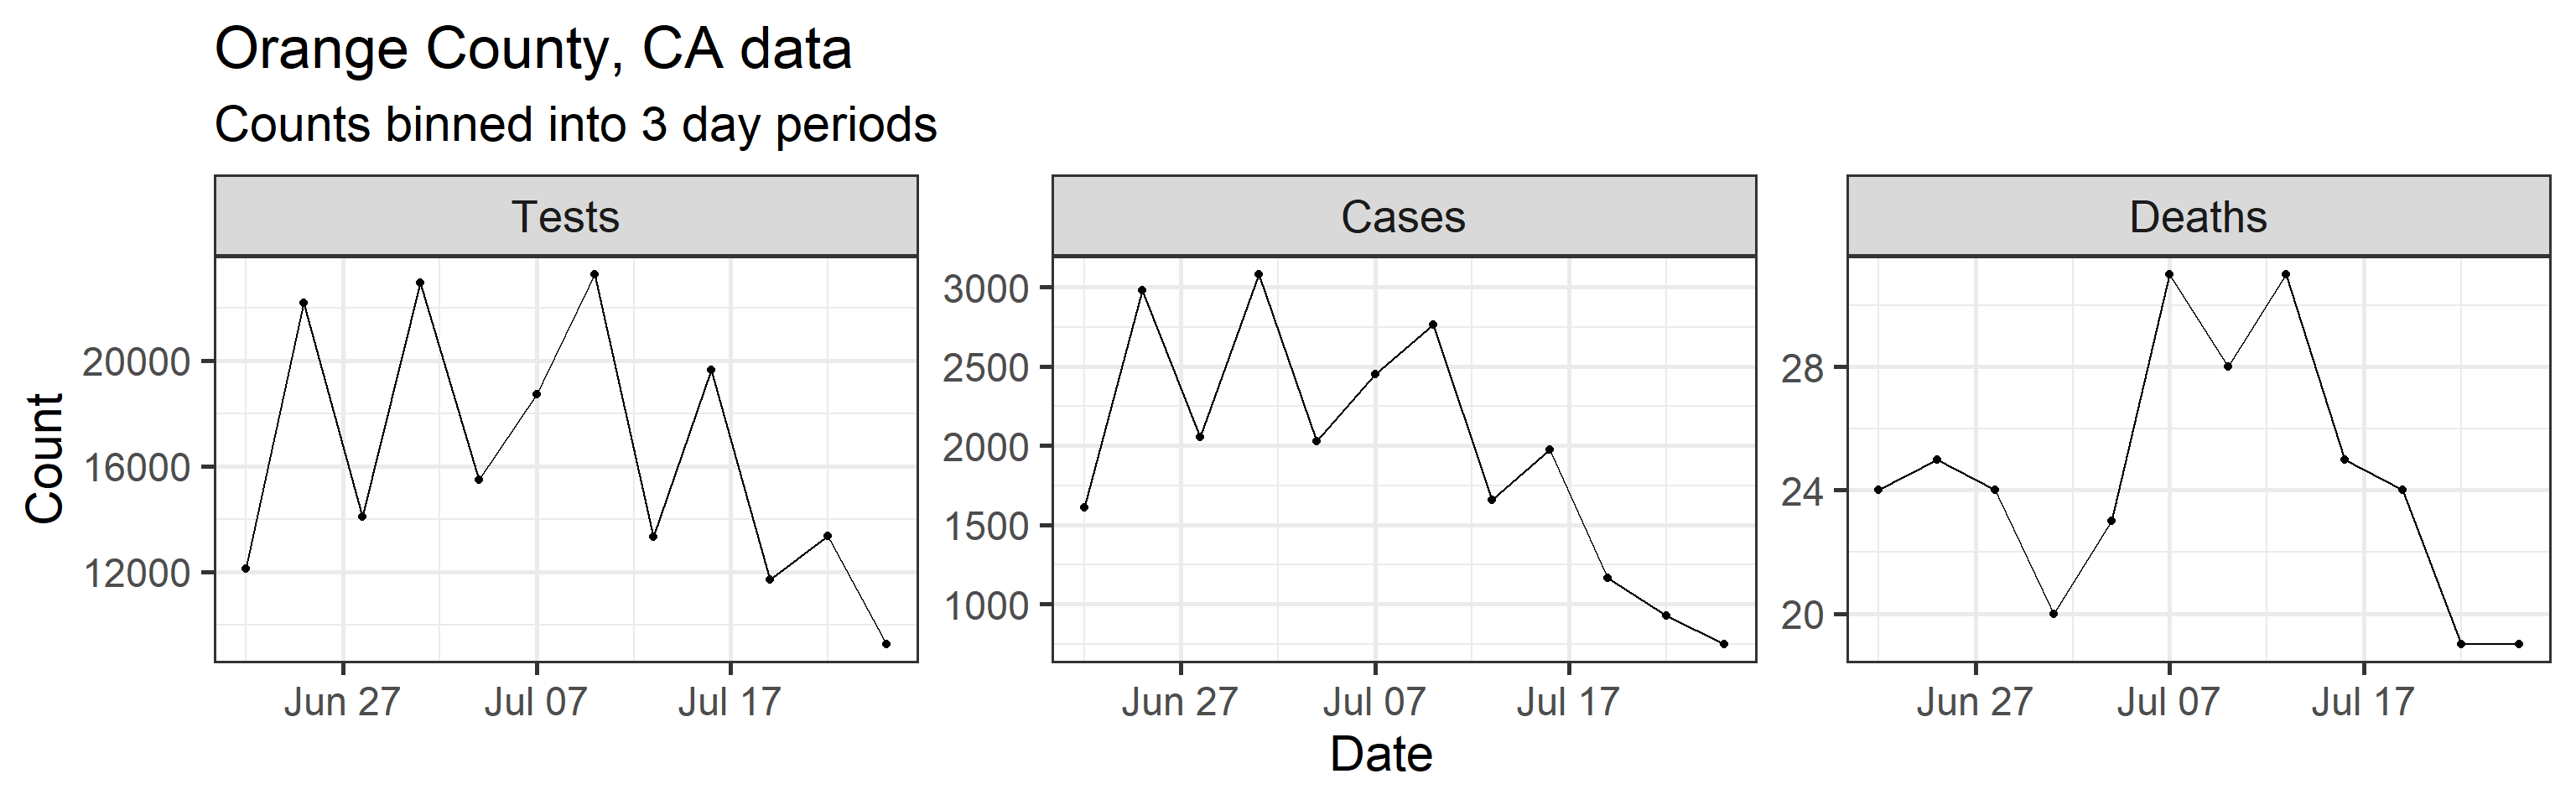 Orange County, CA data
Counts binned into 3 day periods
Tests
Cases
Deaths
Count
20000
16000
12000
3000
2500
2000
1500
1000
28
24
20
Jun 27 Jul 07 Jul 17
Jun 27 Jul 07 Jul 17
Jun 27 Jul 07 Jul 17
Date